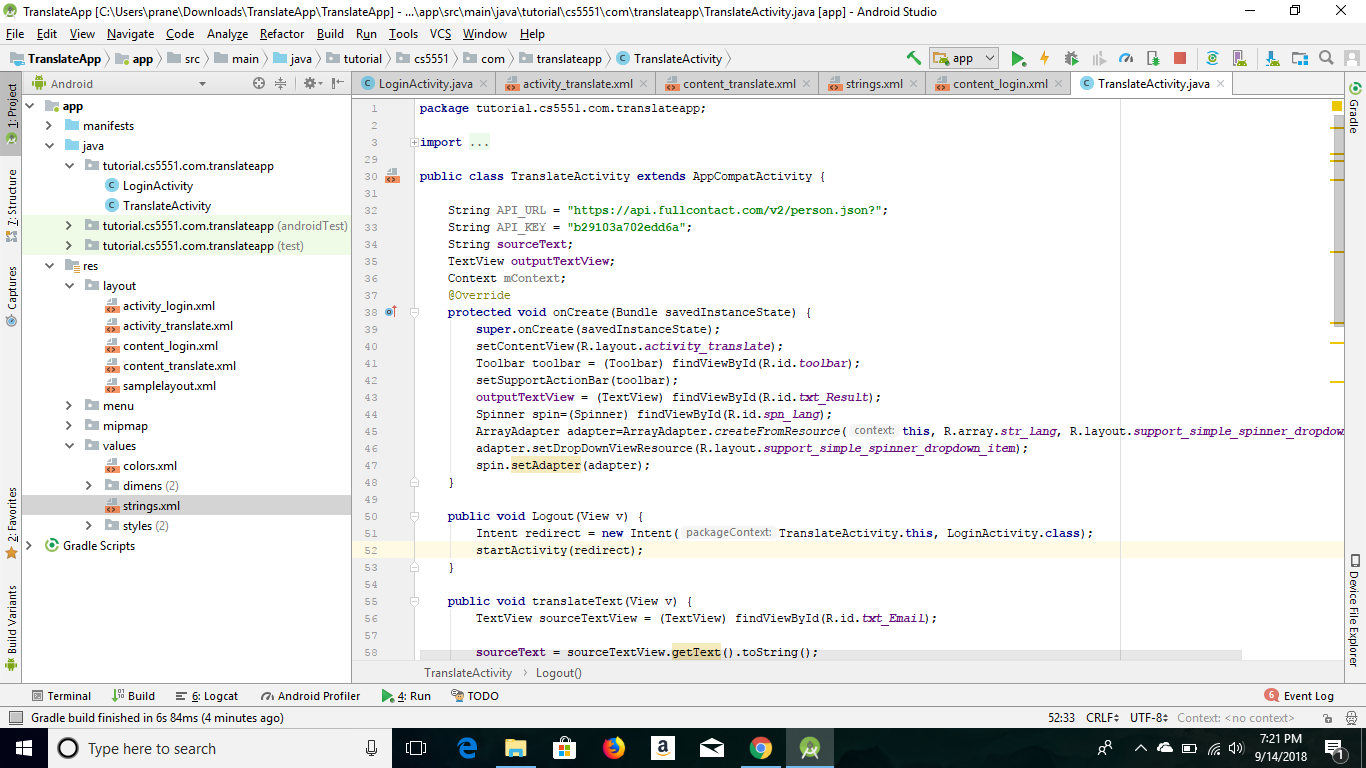 TranslateApp [C:\Users\prane\Downloads\TranslateApp\TranslateApp] - ...\app\src\main\java\tutorial\cs5551\com\translateapp\TranslateActivity.java [app] - Android Studio
File Edit View Navigate Code Analyze Refactor Build Run Tools VCS Window Help
TranslateApp app src main java tutorial cs5551 com translateapp TranslateActivity app
Android
LoginActivity.java activity_translate.xml content_translate.xml strings.xml content_login.xml TranslateActivity.java
1: Project
7: Structure
Captures
2: Favorites
Build Variants
app
manifests
java
tutorial.cs5551.com.translateapp
LoginActivity
TranslateActivity
tutorial.cs5551.com.translateapp (androidTest)
tutorial.cs5551.com.translateapp (test)
res
layout
activity_login.xml
activity_translate.xml
content_login.xml
content_translate.xml
samplelayout.xml
menu
mipmap
values
colors.xml
dimens (2)
strings.xml
styles (2)
Gradle Scripts
1 package tutorial.cs5551.com.translateapp;
2
3 import ...
29
30 public class TranslateActivity extends AppCompatActivity {
31
32 String API_URL = "https://api.fullcontact.com/v2/person.json?";
33 String API_KEY = "b29103a702edd6a";
34 String sourceText;
35 TextView outputTextView;
36 Context mContext;
37 @Override
38 protected void onCreate(Bundle savedInstanceState) {
39 super.onCreate(savedInstanceState);
40 setContentView(R.layout.activity_translate);
41 Toolbar toolbar = (Toolbar) findViewById(R.id.toolbar);
42 setSupportActionBar(toolbar);
43 outputTextView = (TextView) findViewById(R.id.txt_Result);
44 Spinner spin=(Spinner) findViewById(R.id.spn_lang);
45 ArrayAdapter adapter=ArrayAdapter.createFromResource( context: this, R.array.str_lang, R.layout.support_simple_spinner_dropdow
46 adapter.setDropDownViewResource(R.layout.support_simple_spinner_dropdown_item);
47 spin.setAdapter(adapter);
48 }
49
50 public void Logout(View v) {
51 Intent redirect = new Intent( packageContext: TranslateActivity.this, LoginActivity.class);
52 startActivity(redirect);
53 }
54
55 public void translateText(View v) {
56 TextView sourceTextView = (TextView) findViewById(R.id.txt_Email);
57
58 sourceText = sourceTextView.getText().toString();
TranslateActivity Logout()
Gradle
Device File Explorer
Terminal Build 6: Logcat Android Profiler 4: Run TODO 6 Event Log
Gradle build finished in 6s 84ms (4 minutes ago) 52:33 CRLF UTF-8 Context: <no context>
Type here to search
7:21 PM
9/14/2018
1